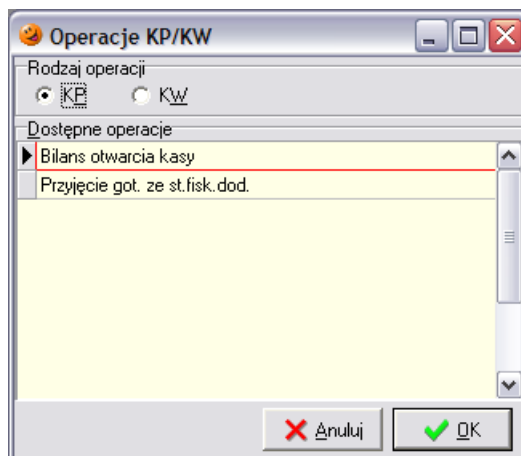 Operacje KP/KW
Rodzaj operacji
KP KW
Dostępne operacje
Bilans otwarcia kasy
Przyjęcie got. ze st.fisk.dod.
Anuluj OK